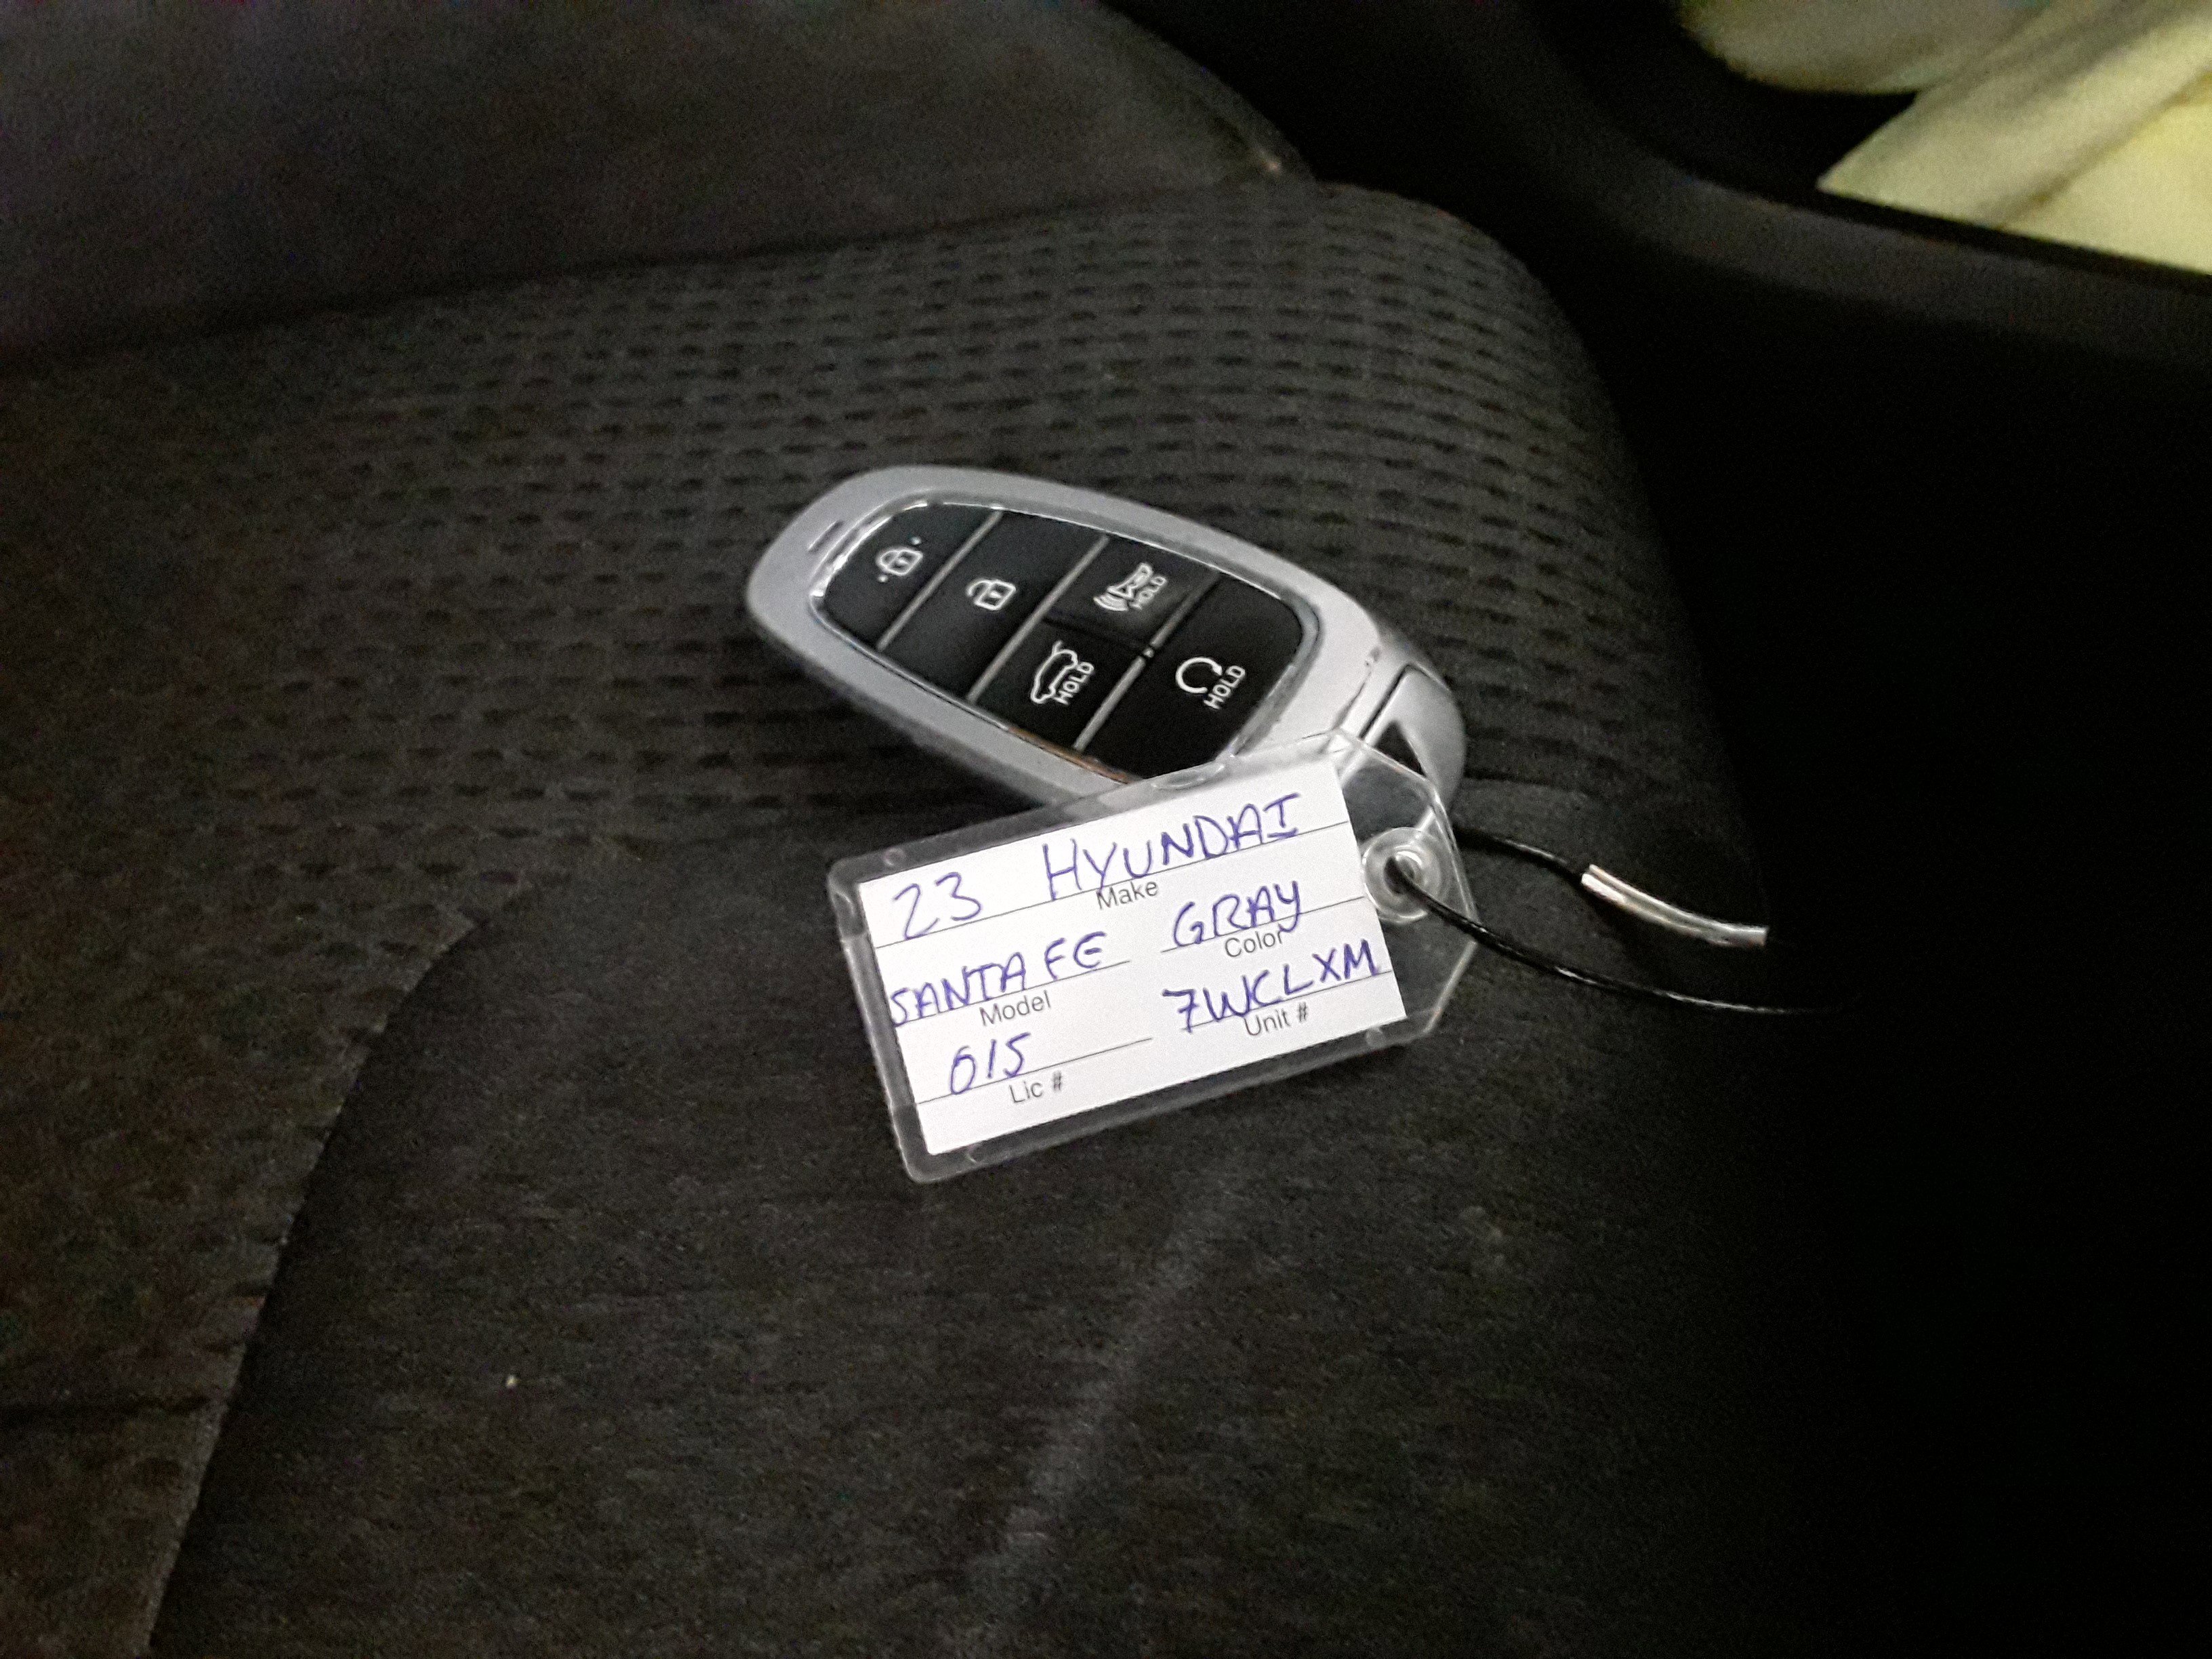 HOLD
HOLD
HOLD
23 HYUNDAI
Make
SANTA FE GRAY
Model Color
015 7WCLXM
Lic # Unit #